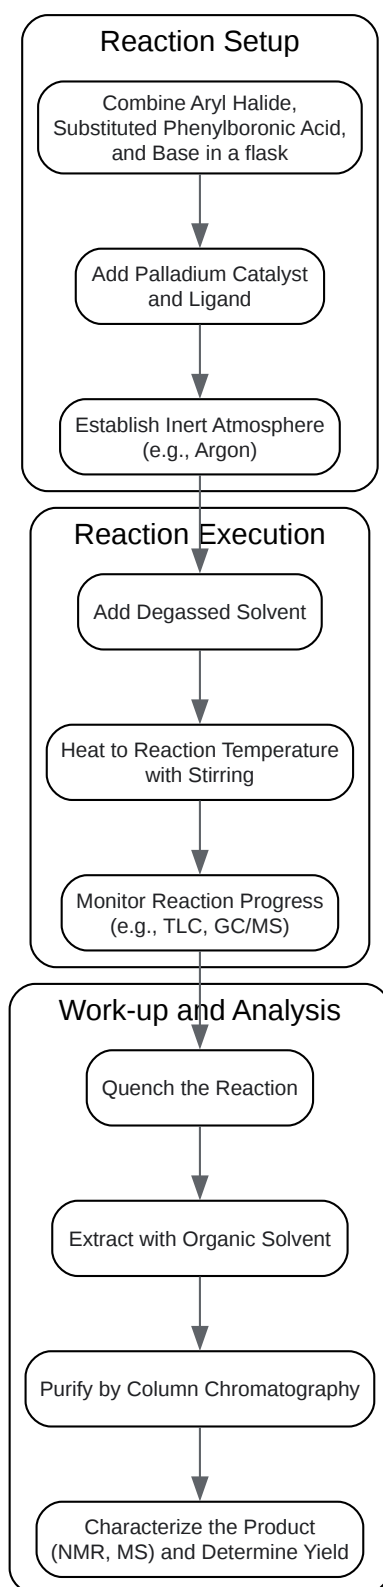 Reaction Setup
Combine Aryl Halide,
Substituted Phenylboronic Acid,
and Base in a flask
Add Palladium Catalyst
and Ligand
Establish Inert Atmosphere
(e.g., Argon)
Reaction Execution
Add Degassed Solvent
Heat to Reaction Temperature
with Stirring
Monitor Reaction Progress
(e.g., TLC, GC/MS)
Work-up and Analysis
Quench the Reaction
Extract with Organic Solvent
Purify by Column Chromatography
Characterize the Product
(NMR, MS) and Determine Yield